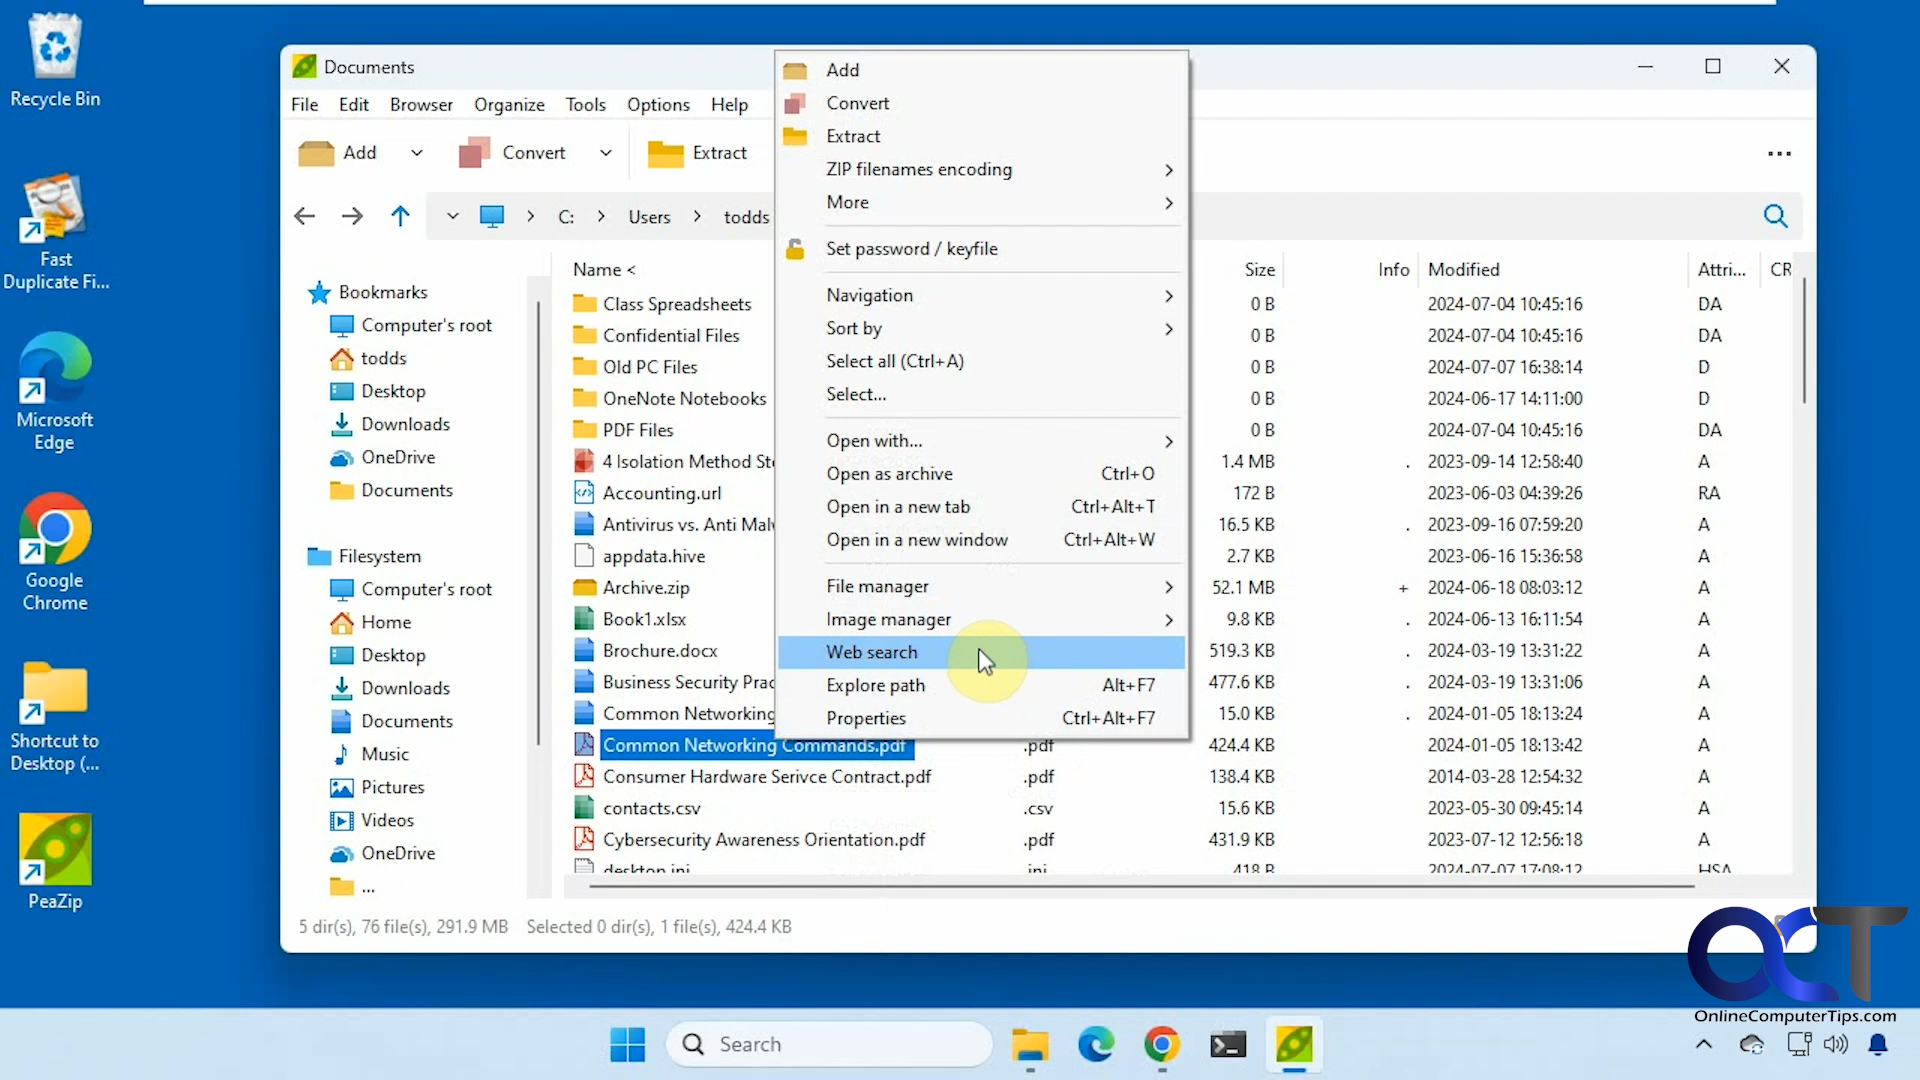 Recycle Bin
Fast
Duplicate Fi...
Microsoft
Edge
Google
Chrome
Shortcut to
Desktop (...
PeaZip
Documents
File Edit Browser Organize Tools Options Help
Add Convert Extract ...
C: > Users > todds
Name < Size Info Modified Attri... CR
Bookmarks
Computer's root
todds
Desktop
Downloads
OneDrive
Documents
Filesystem
Computer's root
Home
Desktop
Downloads
Documents
Music
Pictures
Videos
OneDrive
...
Class Spreadsheets 0 B 2024-07-04 10:45:16 DA
Confidential Files 0 B 2024-07-04 10:45:16 DA
Old PC Files 0 B 2024-07-07 16:38:14 D
OneNote Notebooks 0 B 2024-06-17 14:11:00 D
PDF Files 0 B 2024-07-04 10:45:16 DA
4 Isolation Method Ste 1.4 MB . 2023-09-14 12:58:40 A
Accounting.url 172 B 2023-06-03 04:39:26 RA
Antivirus vs. Anti Malv 16.5 KB . 2023-09-16 07:59:20 A
appdata.hive 2.7 KB 2023-06-16 15:36:58 A
Archive.zip 52.1 MB + 2024-06-18 08:03:12 A
Book1.xlsx 9.8 KB . 2024-06-13 16:11:54 A
Brochure.docx 519.3 KB . 2024-03-19 13:31:22 A
Business Security Prac 477.6 KB . 2024-03-19 13:31:06 A
Common Networking 15.0 KB . 2024-01-05 18:13:24 A
Common Networking Commands.pdf .pdf 424.4 KB 2024-01-05 18:13:42 A
Consumer Hardware Serivce Contract.pdf .pdf 138.4 KB 2014-03-28 12:54:32 A
contacts.csv .csv 15.6 KB 2023-05-30 09:45:14 A
Cybersecurity Awareness Orientation.pdf .pdf 431.9 KB 2023-07-12 12:56:18 A
desktop.ini .ini 418 B 2024-07-07 17:08:12 HSA
5 dir(s), 76 file(s), 291.9 MB Selected 0 dir(s), 1 file(s), 424.4 KB
Add
Convert
Extract
ZIP filenames encoding >
More >
Set password / keyfile
Navigation >
Sort by >
Select all (Ctrl+A)
Select...
Open with... >
Open as archive Ctrl+O
Open in a new tab Ctrl+Alt+T
Open in a new window Ctrl+Alt+W
File manager >
Image manager >
Web search
Explore path Alt+F7
Properties Ctrl+Alt+F7
OCT
OnlineComputerTips.com
Search